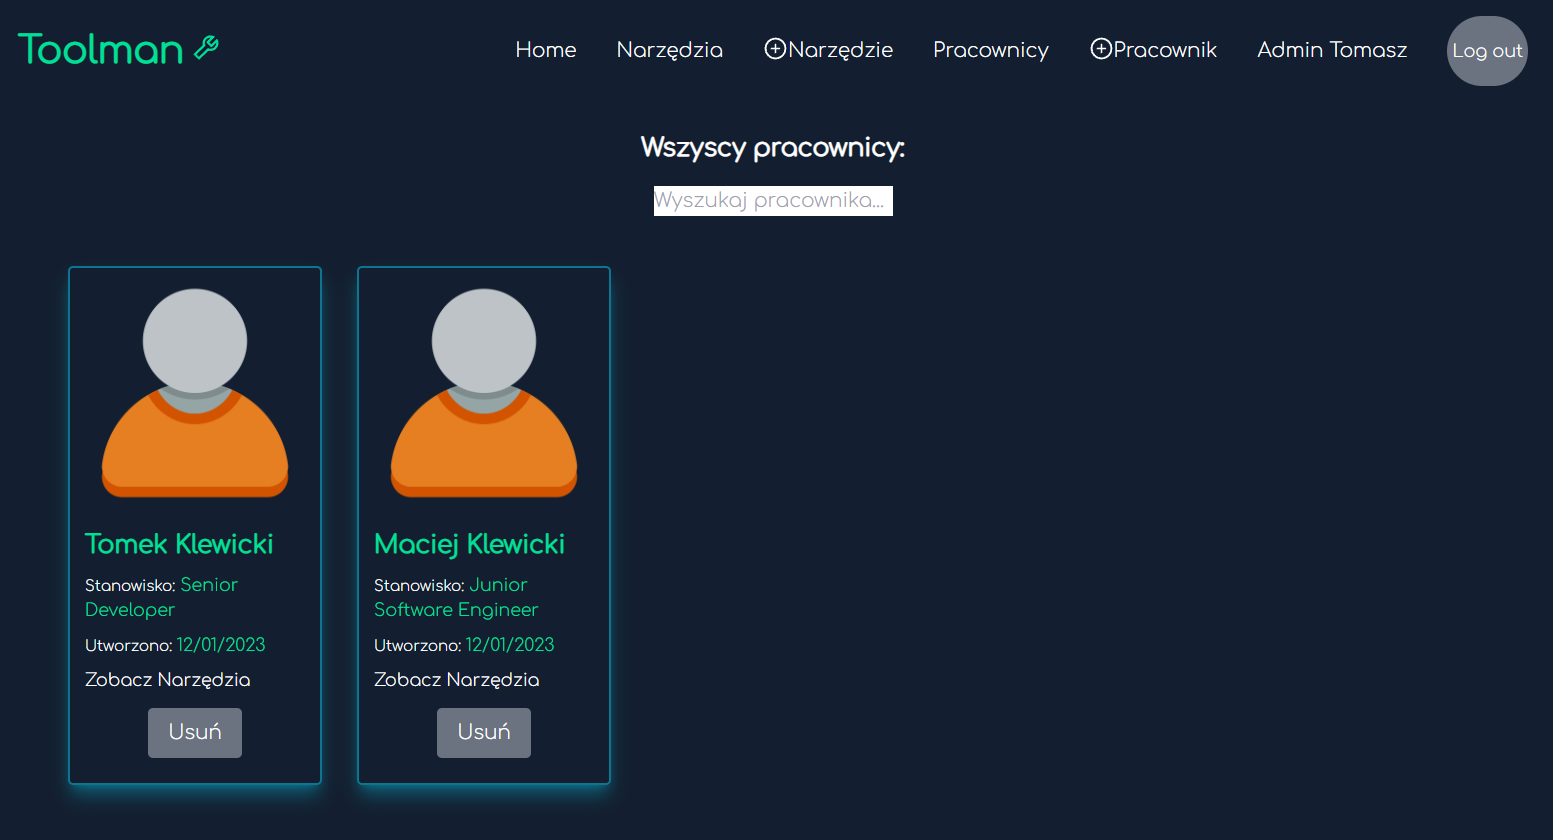 Toolman
Home Narzędzia Narzędzie Pracownicy Pracownik Admin Tomasz Log out
Wszyscy pracownicy:
Wyszukaj pracownika...
Tomek Klewicki
Stanowisko: Senior
Developer
Utworzono: 12/01/2023
Zobacz Narzędzia
Usuń
Maciej Klewicki
Stanowisko: Junior
Software Engineer
Utworzono: 12/01/2023
Zobacz Narzędzia
Usuń